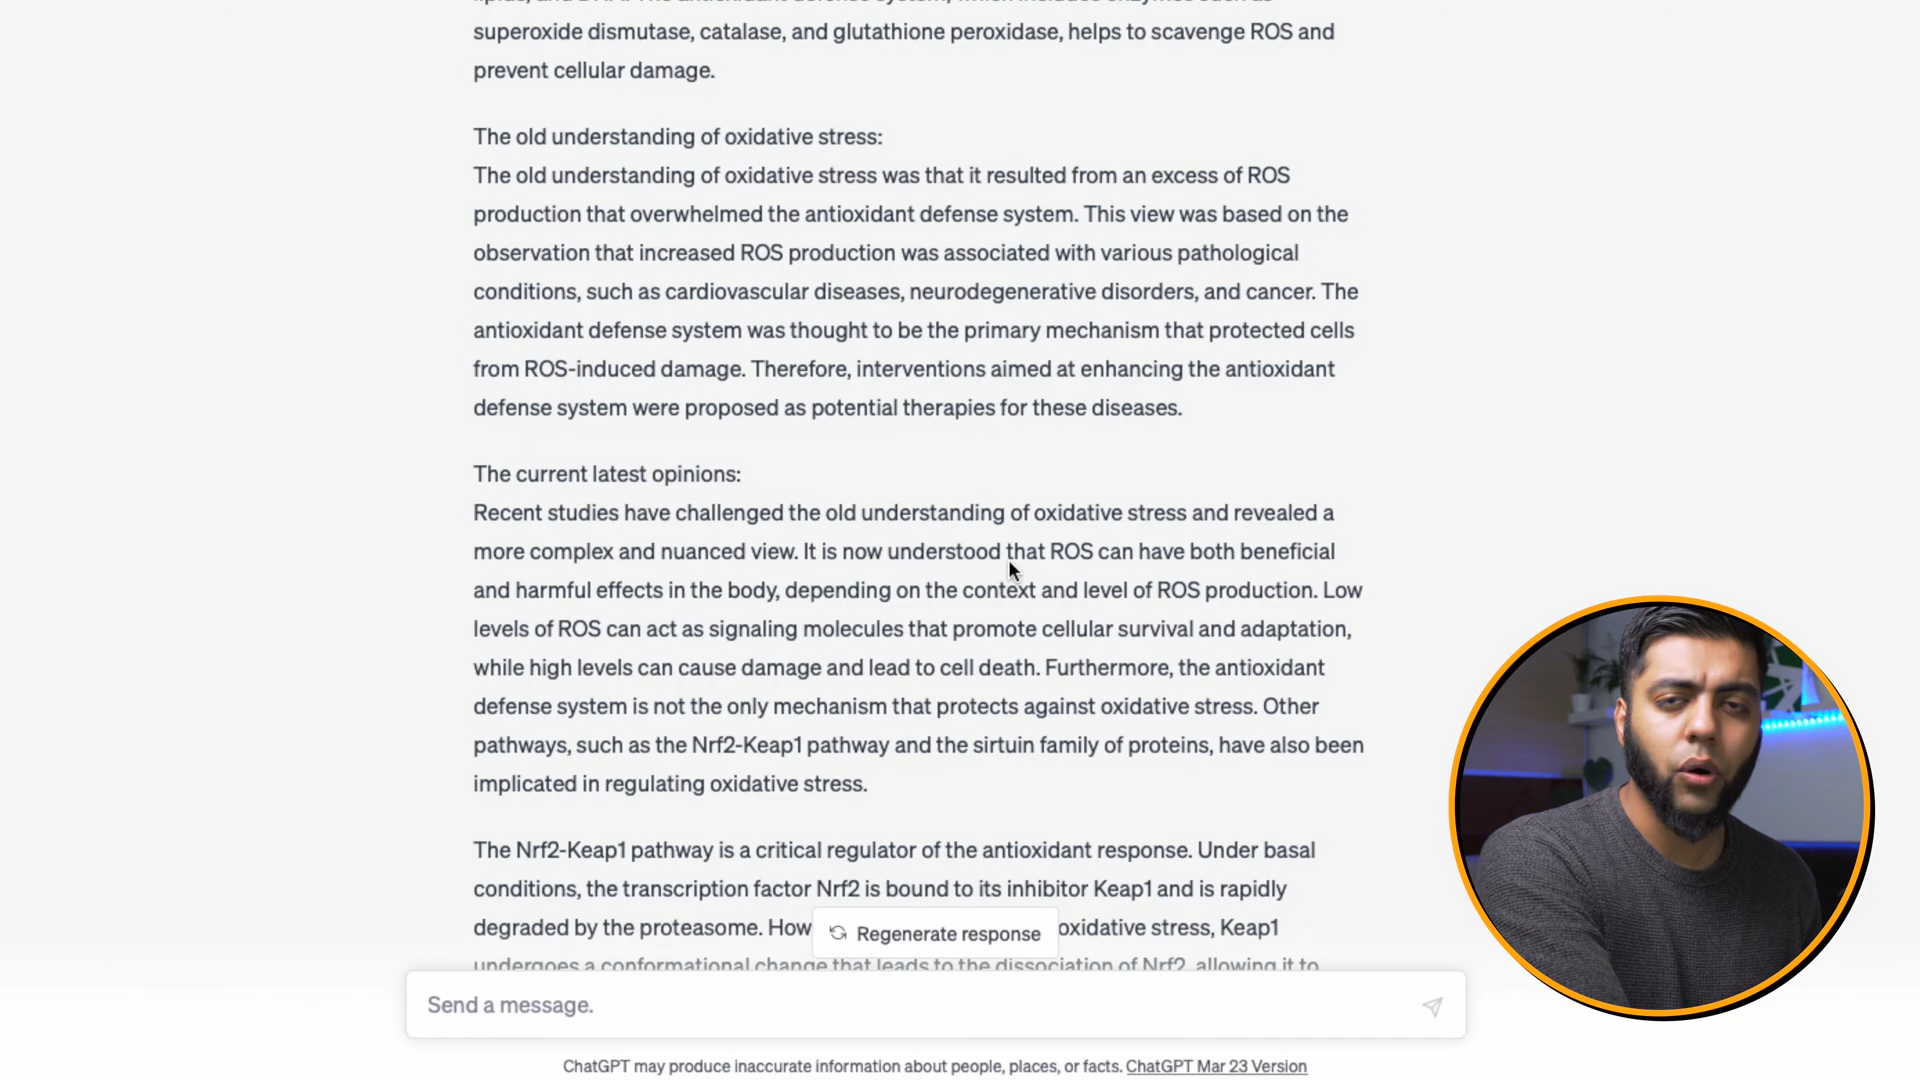 superoxide dismutase, catalase, and glutathione peroxidase, helps to scavenge ROS and
prevent cellular damage.
The old understanding of oxidative stress:
The old understanding of oxidative stress was that it resulted from an excess of ROS
production that overwhelmed the antioxidant defense system. This view was based on the
observation that increased ROS production was associated with various pathological
conditions, such as cardiovascular diseases, neurodegenerative disorders, and cancer. The
antioxidant defense system was thought to be the primary mechanism that protected cells
from ROS-induced damage. Therefore, interventions aimed at enhancing the antioxidant
defense system were proposed as potential therapies for these diseases.
The current latest opinions:
Recent studies have challenged the old understanding of oxidative stress and revealed a
more complex and nuanced view. It is now understood that ROS can have both beneficial
and harmful effects in the body, depending on the context and level of ROS production. Low
levels of ROS can act as signaling molecules that promote cellular survival and adaptation,
while high levels can cause damage and lead to cell death. Furthermore, the antioxidant
defense system is not the only mechanism that protects against oxidative stress. Other
pathways, such as the Nrf2-Keap1 pathway and the sirtuin family of proteins, have also been
implicated in regulating oxidative stress.
The Nrf2-Keap1 pathway is a critical regulator of the antioxidant response. Under basal
conditions, the transcription factor Nrf2 is bound to its inhibitor Keap1 and is rapidly
degraded by the proteasome. How oxidative stress, Keap1
undergoes a conformational change that leads to the dissociation of Nrf2, allowing it to
Regenerate response
Send a message.
ChatGPT may produce inaccurate information about people, places, or facts. ChatGPT Mar 23 Version